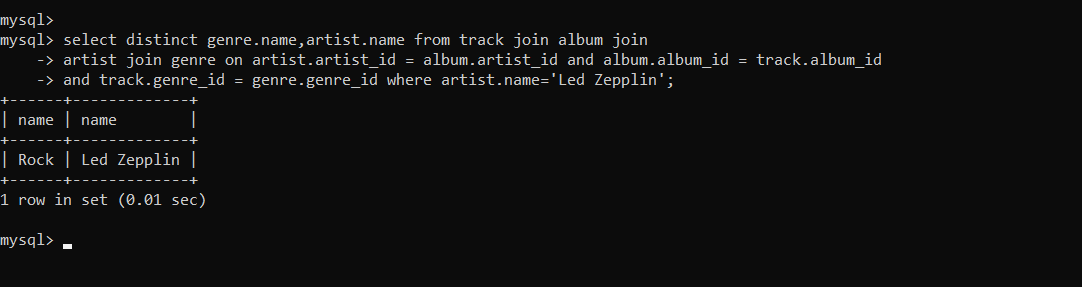 mysql>
mysql> select distinct genre.name,artist.name from track join album join
    -> artist join genre on artist.artist_id = album.artist_id and album.album_id = track.album_id
    -> and track.genre_id = genre.genre_id where artist.name='Led Zepplin';
+------+-------------+
| name | name        |
+------+-------------+
| Rock | Led Zepplin |
+------+-------------+
1 row in set (0.01 sec)
mysql>